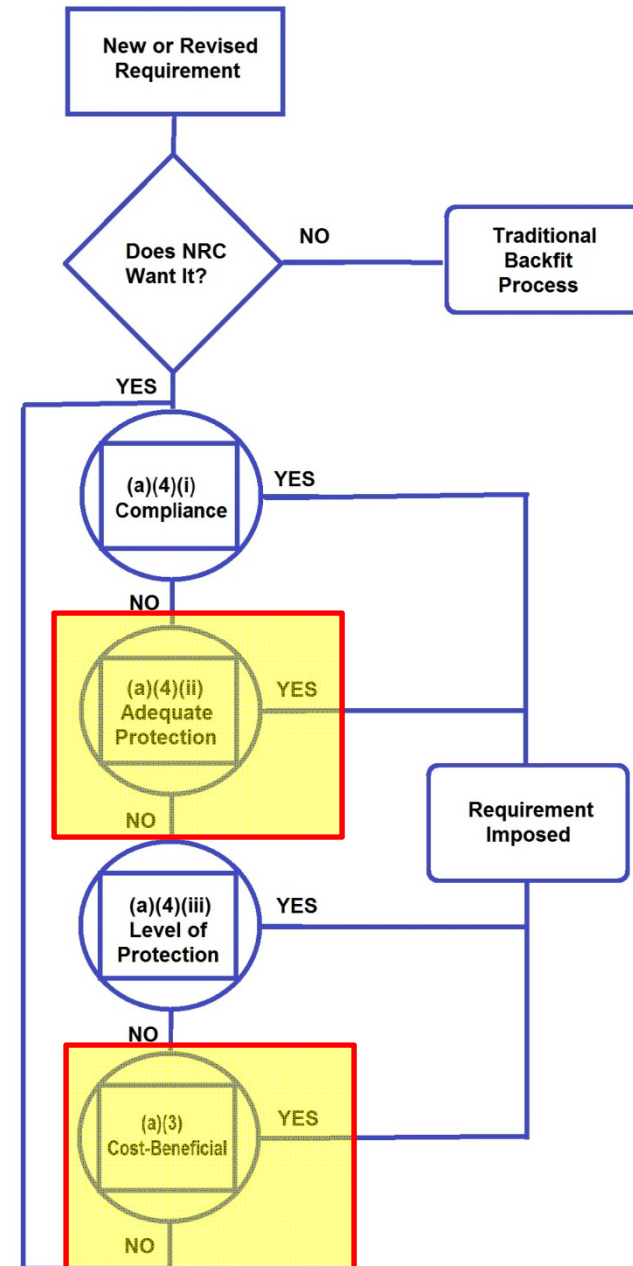 New or Revised
Requirement
Does NRC
Want It?
NO
Traditional
Backfit
Process
YES
(a)(4)(i)
Compliance
YES
NO
(a)(4)(ii)
Adequate
Protection
YES
NO
Requirement
Imposed
(a)(4)(iii)
Level of
Protection
YES
NO
(a)(3)
Cost-Beneficial
YES
NO